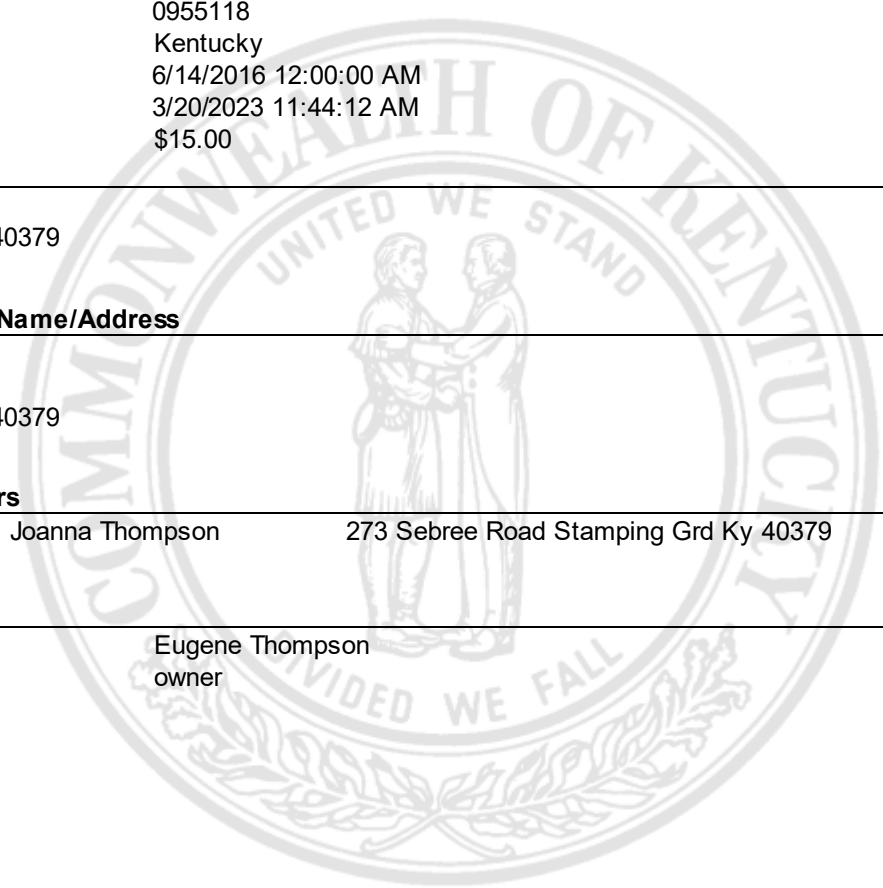 0955118
Kentucky
6/14/2016 12:00:00 AM
3/20/2023 11:44:12 AM
$15.00
40379
Name/Address
40379
rs
Joanna Thompson 273 Sebree Road Stamping Grd Ky 40379
Eugene Thompson
owner
COMMONWEALTH OF KENTUCKY
UNITED WE STAND
DIVIDED WE FALL